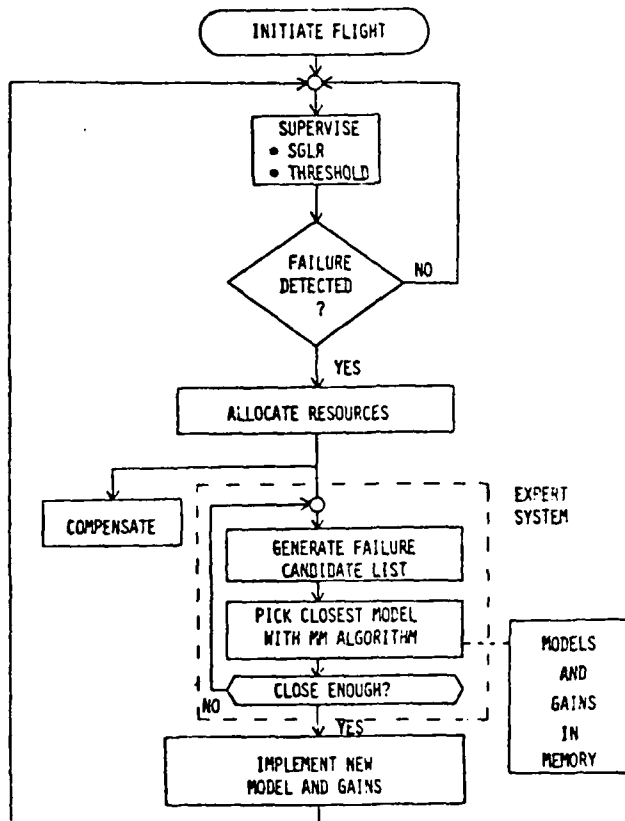 INITIATE FLIGHT
SUPERVISE
• SGLR
• THRESHOLD
FAILURE
DETECTED
?
NO
YES
ALLOCATE RESOURCES
COMPENSATE
EXPERT
SYSTEM
GENERATE FAILURE
CANDIDATE LIST
PICK CLOSEST MODEL
WITH MM ALGORITHM
CLOSE ENOUGH?
NO
YES
MODELS
AND
GAINS
IN
MEMORY
IMPLEMENT NEW
MODEL AND GAINS